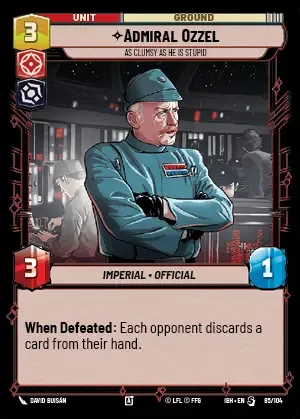 UNIT GROUND
3
ADMIRAL OZZEL
AS CLUMSY AS HE IS STUPID
3 1
IMPERIAL • OFFICIAL
When Defeated: Each opponent discards a
card from their hand.
DAVID BUISÁN © LFL © FFG IBH • EN 85/104